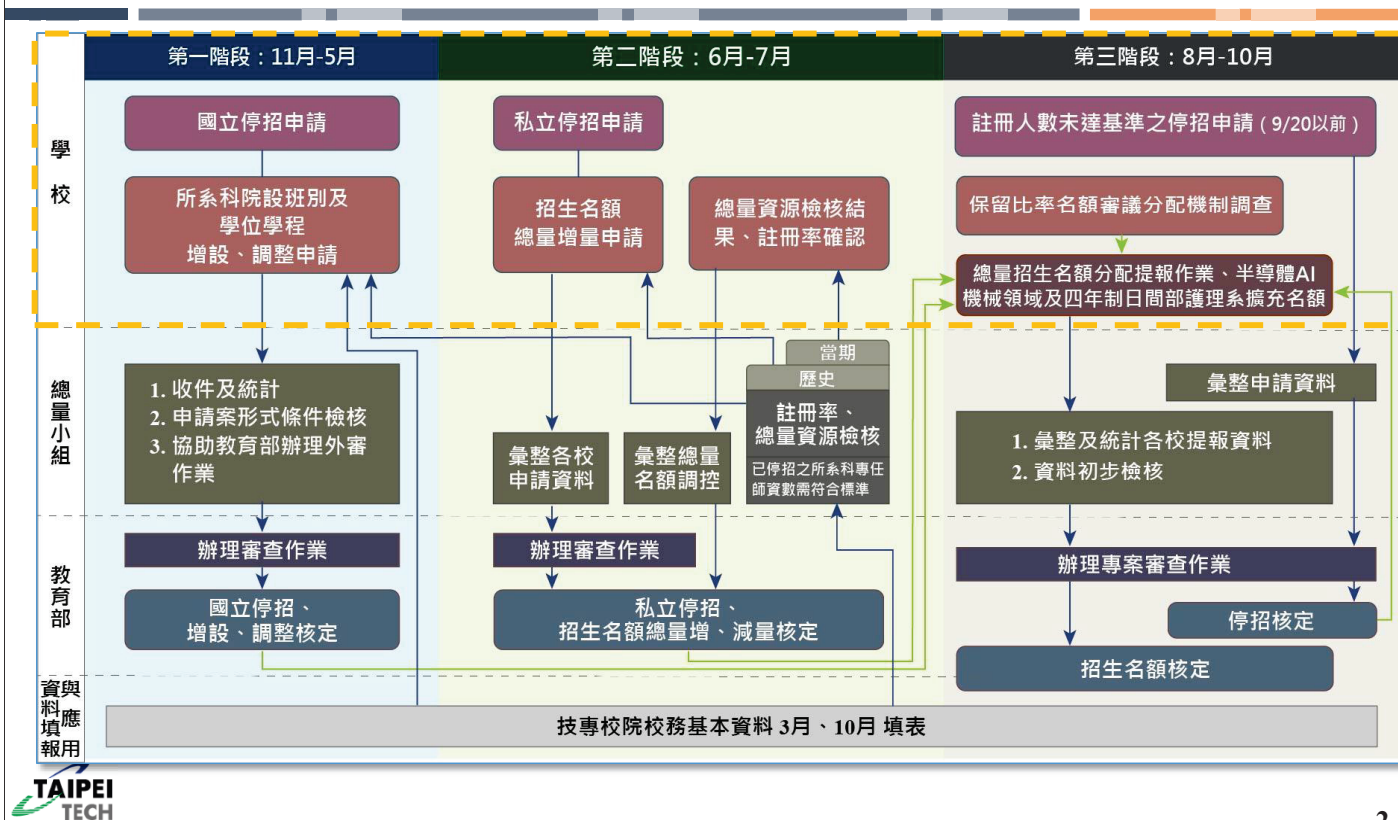 第一階段：11月-5月
第二階段：6月-7月
第三階段：8月-10月
學校
國立停招申請
私立停招申請
註冊人數未達基準之停招申請（9/20以前）
所系科院設班別及
學位學程
增設、調整申請
招生名額
總量增量申請
總量資源檢核結
果、註冊率確認
保留比率名額審議分配機制調查
總量招生名額分配提報作業、半導體AI
機械領域及四年制日間部護理系擴充名額
總量小組
1. 收件及統計
2. 申請案形式條件檢核
3. 協助教育部辦理外審
作業
彙整各校
申請資料
彙整總量
名額調控
當期
歷史
註冊率、
總量資源檢核
已停招之所系科專任
師資數需符合標準
彙整申請資料
1. 彙整及統計各校提報資料
2. 資料初步檢核
教育部
辦理審查作業
辦理審查作業
辦理專案審查作業
國立停招、
增設、調整核定
私立停招、
招生名額總量增、減量核定
停招核定
招生名額核定
資料填報
與應用
技專校院校務基本資料 3月、10月 填表
TAIPEI
TECH
2